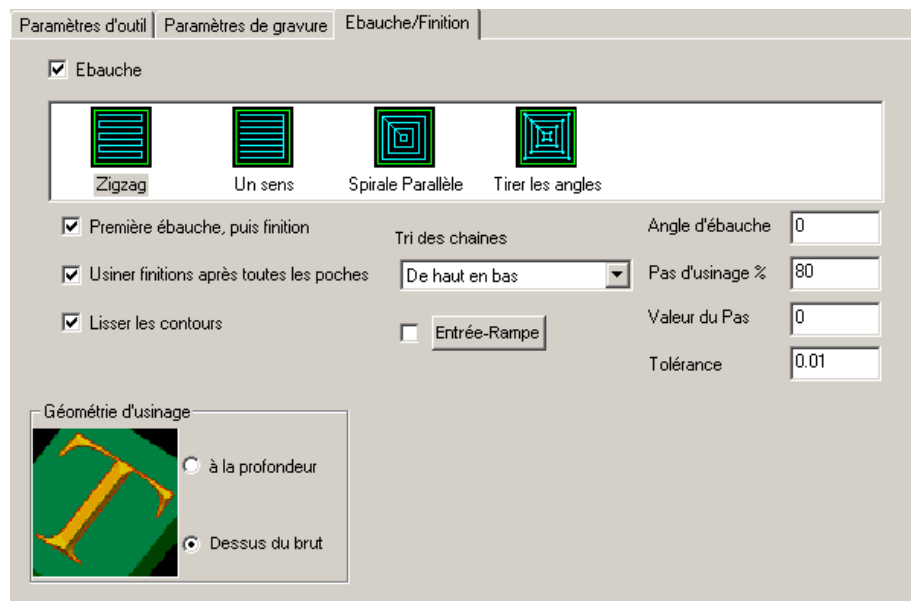 Paramètres d'outil Paramètres de gravure Ebauche/Finition
Ebauche
Zigzag Un sens Spirale Parallèle Tirer les angles
Première ébauche, puis finition
Usiner finitions après toutes les poches
Lisser les contours
Tri des chaines
De haut en bas
Entrée-Rampe
Angle d'ébauche 0
Pas d'usinage % 80
Valeur du Pas 0
Tolérance 0.01
Géométrie d'usinage
T
à la profondeur
Dessus du brut